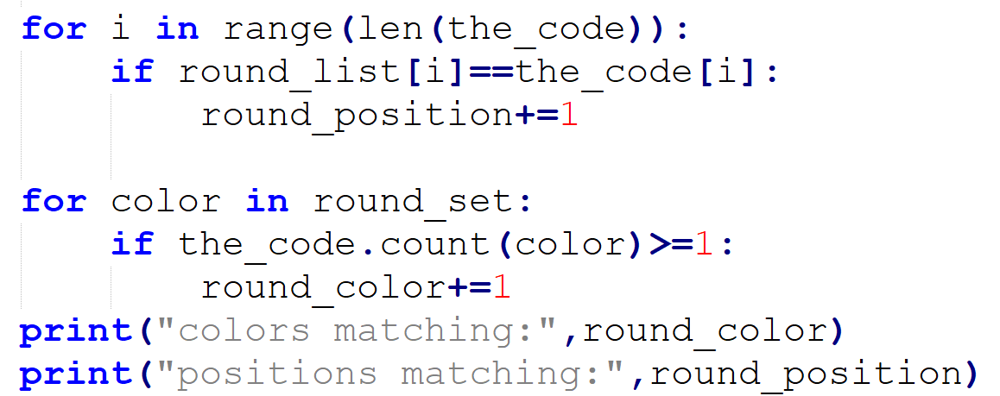 for i in range(len(the_code)):
    if round_list[i]==the_code[i]:
        round_position+=1
for color in round_set:
    if the_code.count(color)>=1:
        round_color+=1
print("colors matching:",round_color)
print("positions matching:",round_position)